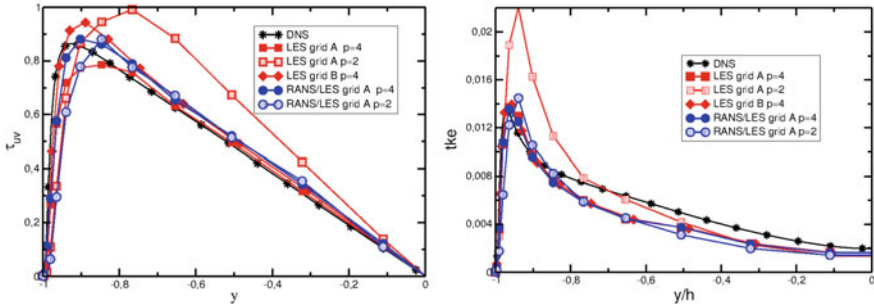 1
0,8
0,6
0,4
0,2
0
τuv
-1
-0,8
-0,6
-0,4
-0,2
0
y
DNS
LES grid A p=4
LES grid A p=2
LES grid B p=4
RANS/LES grid A p=4
RANS/LES grid A p=2
0,02
0,016
0,012
0,008
0,004
0
tke
-1
-0,8
-0,6
-0,4
-0,2
0
y/h
DNS
LES grid A p=4
LES grid A p=2
LES grid B p=4
RANS/LES grid A p=4
RANS/LES grid A p=2